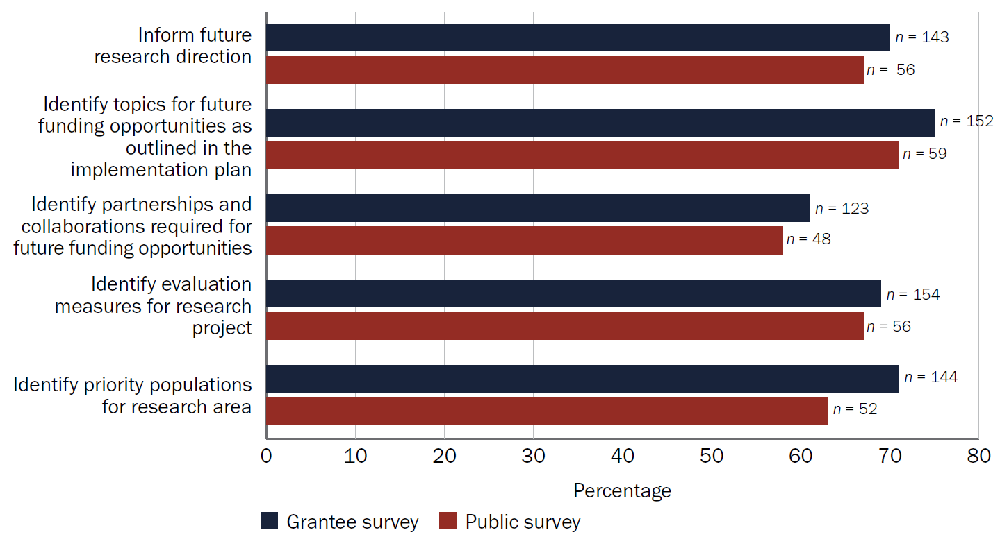 Inform future
research direction
n = 143
n = 56
Identify topics for future
funding opportunities as
outlined in the
implementation plan
n = 152
n = 59
Identify partnerships and
collaborations required for
future funding opportunities
n = 123
n = 48
Identify evaluation
measures for research
project
n = 154
n = 56
Identify priority populations
for research area
n = 144
n = 52
0 10 20 30 40 50 60 70 80
Percentage
Grantee survey Public survey